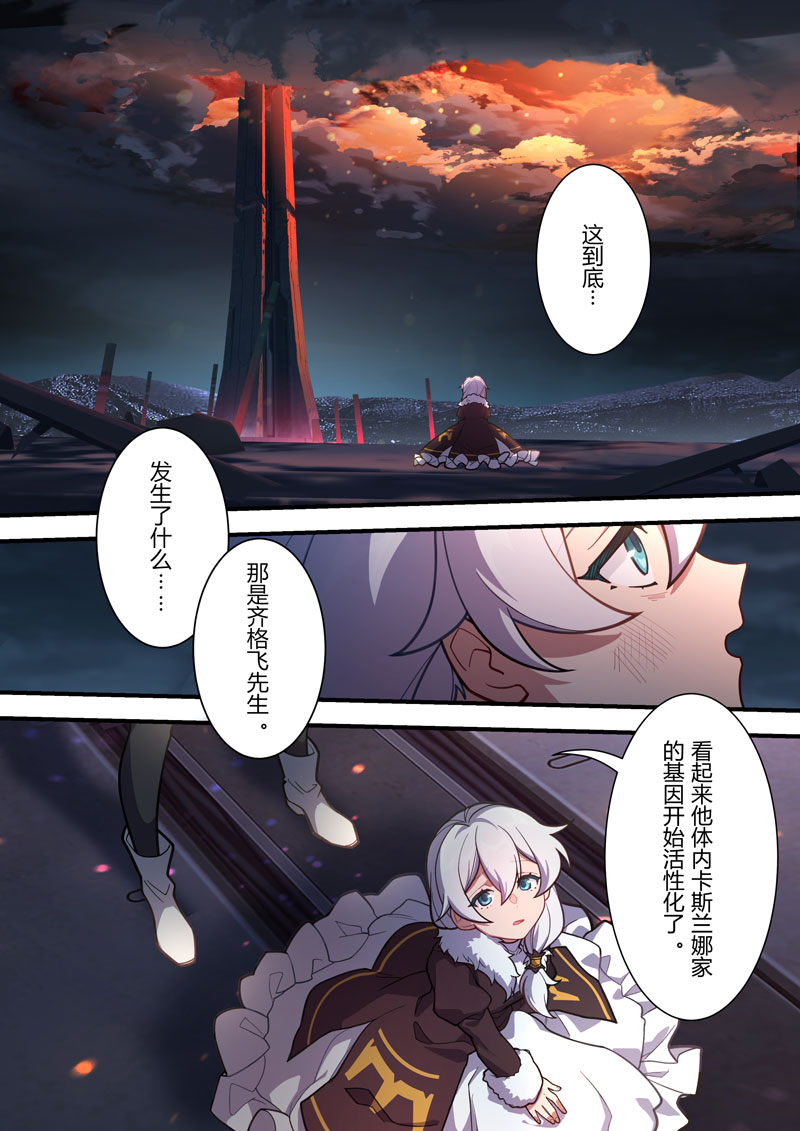 这到底…
发生了什么……
那是齐格飞先生。
看起来他体内卡斯兰娜家
的基因开始活性化了。